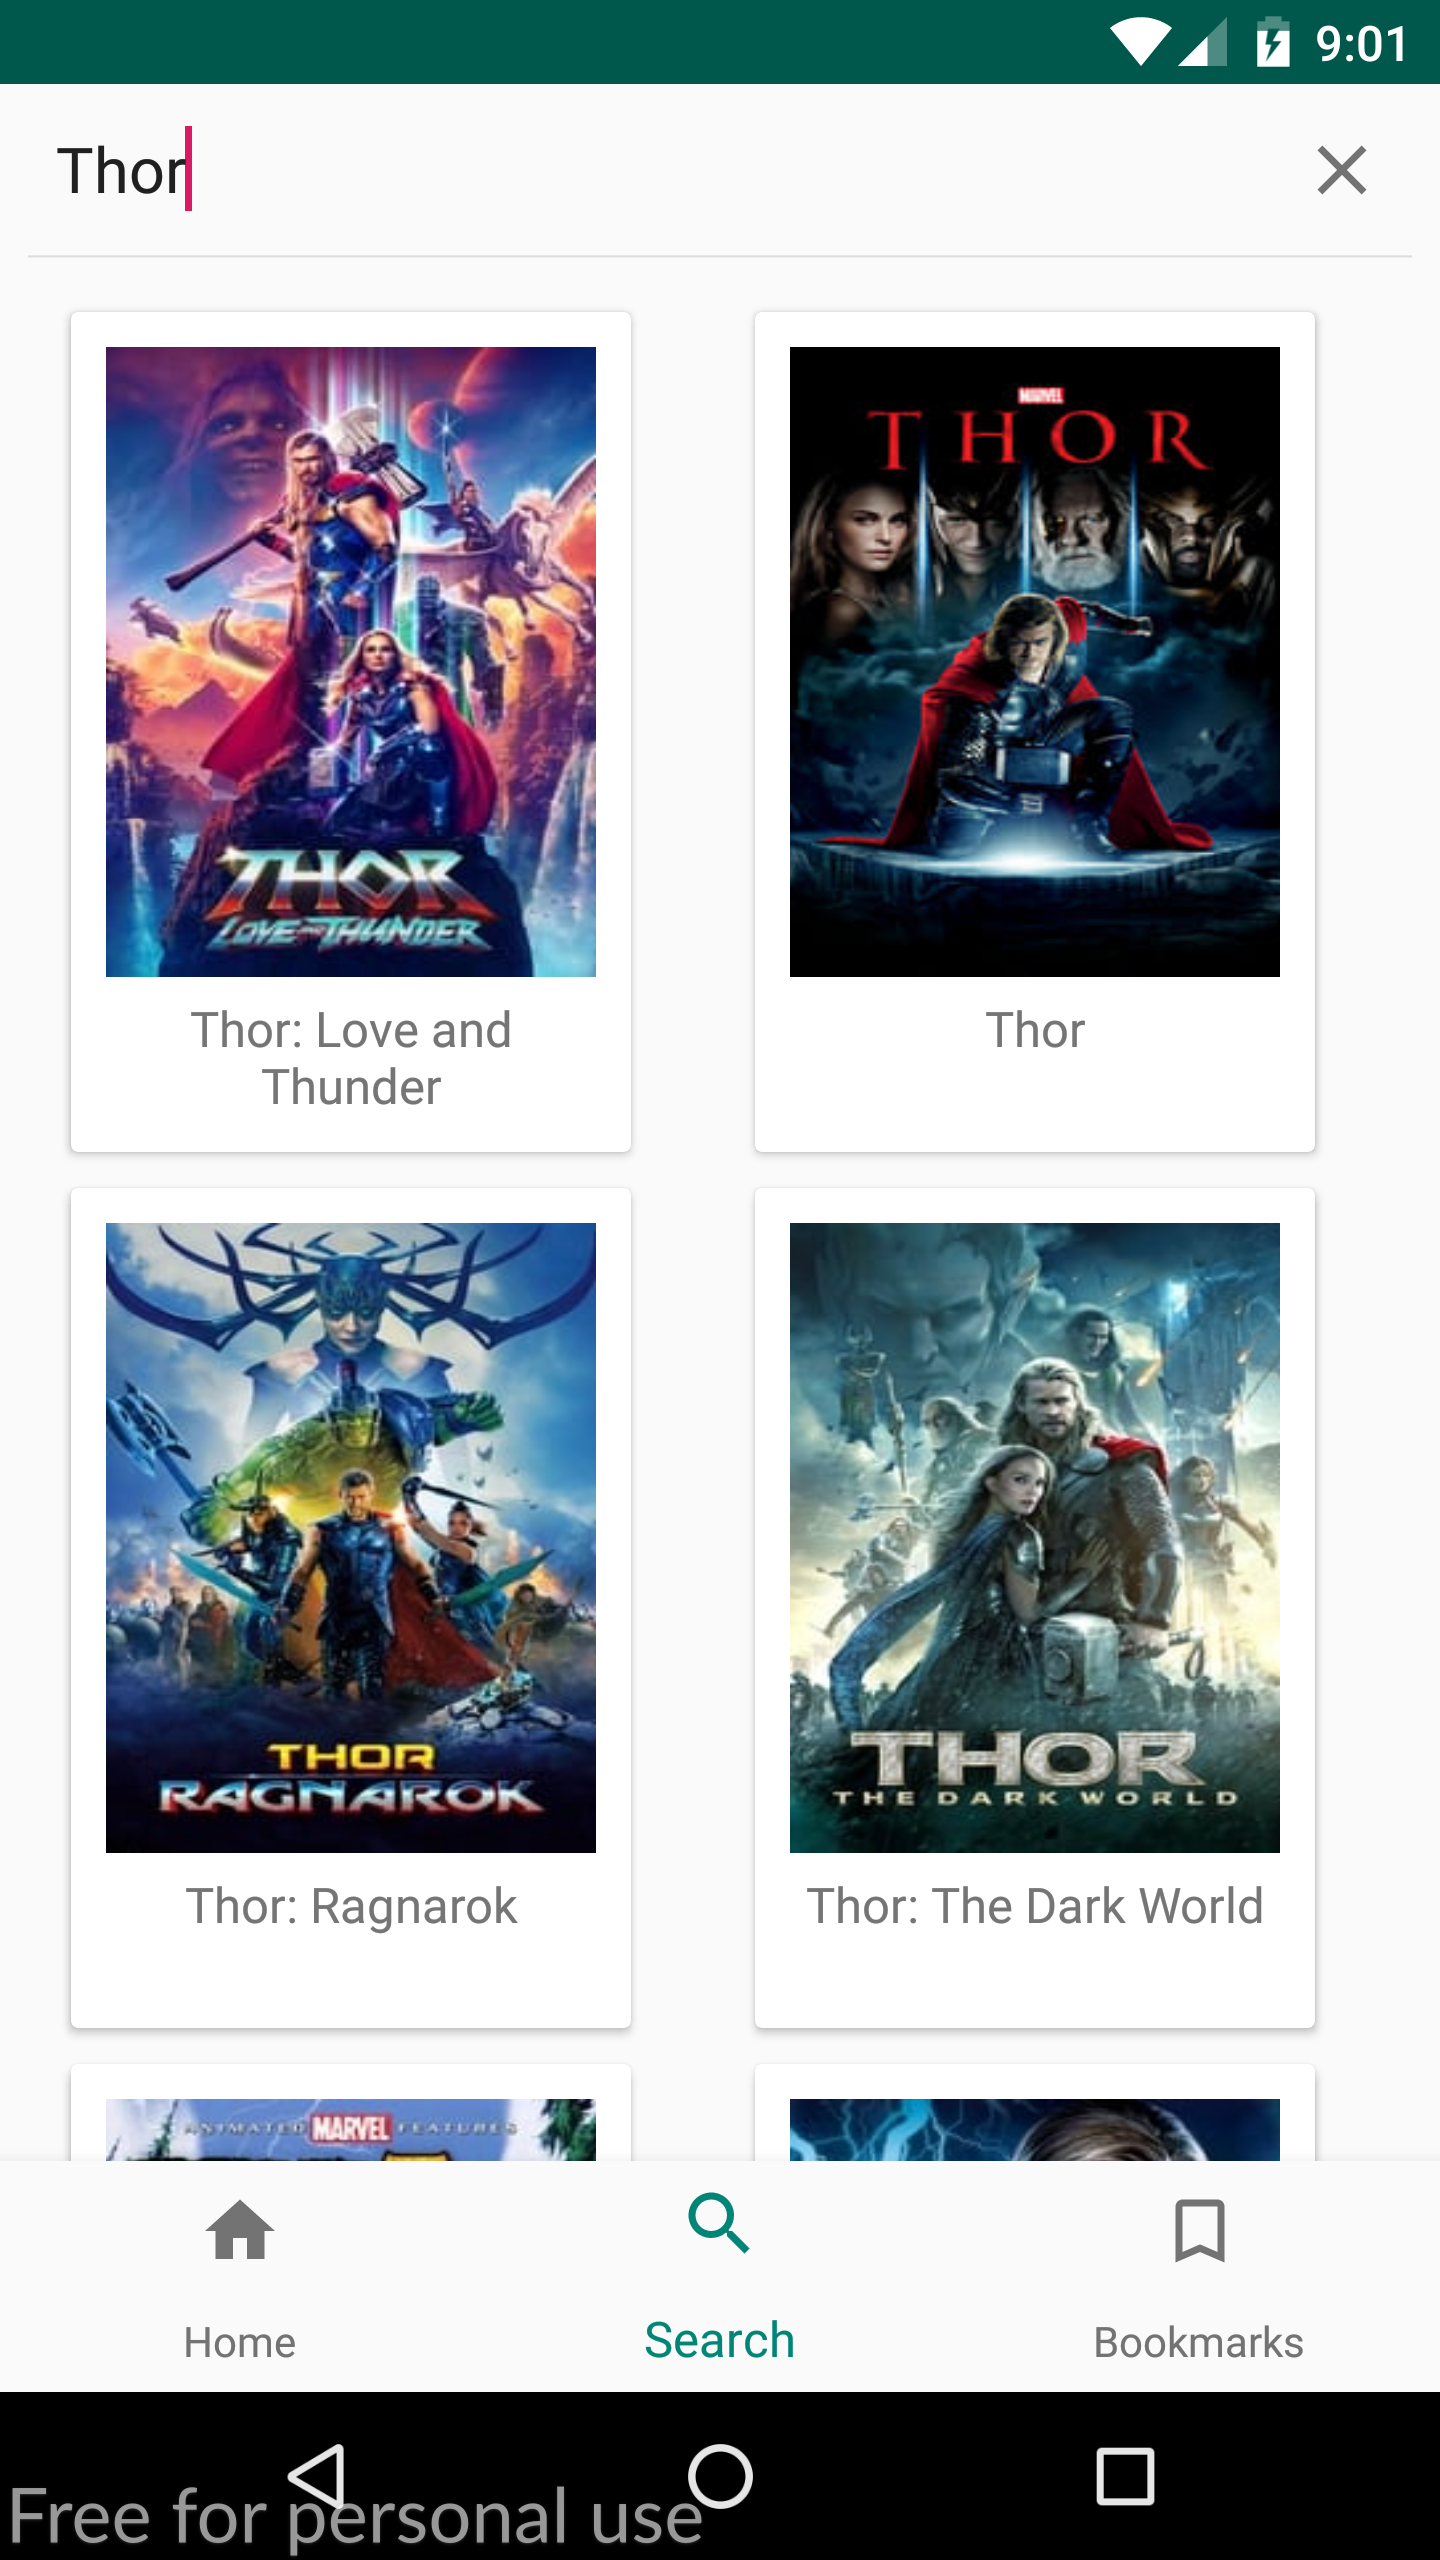 9:01
Thor
THOR
LOVE AND THUNDER
Thor: Love and
Thunder
MARVEL
THOR
Thor
THOR
RAGNAROK
Thor: Ragnarok
THOR
THE DARK WORLD
Thor: The Dark World
ANIMATED MARVEL FEATURES
Home
Search
Bookmarks
Free for personal use